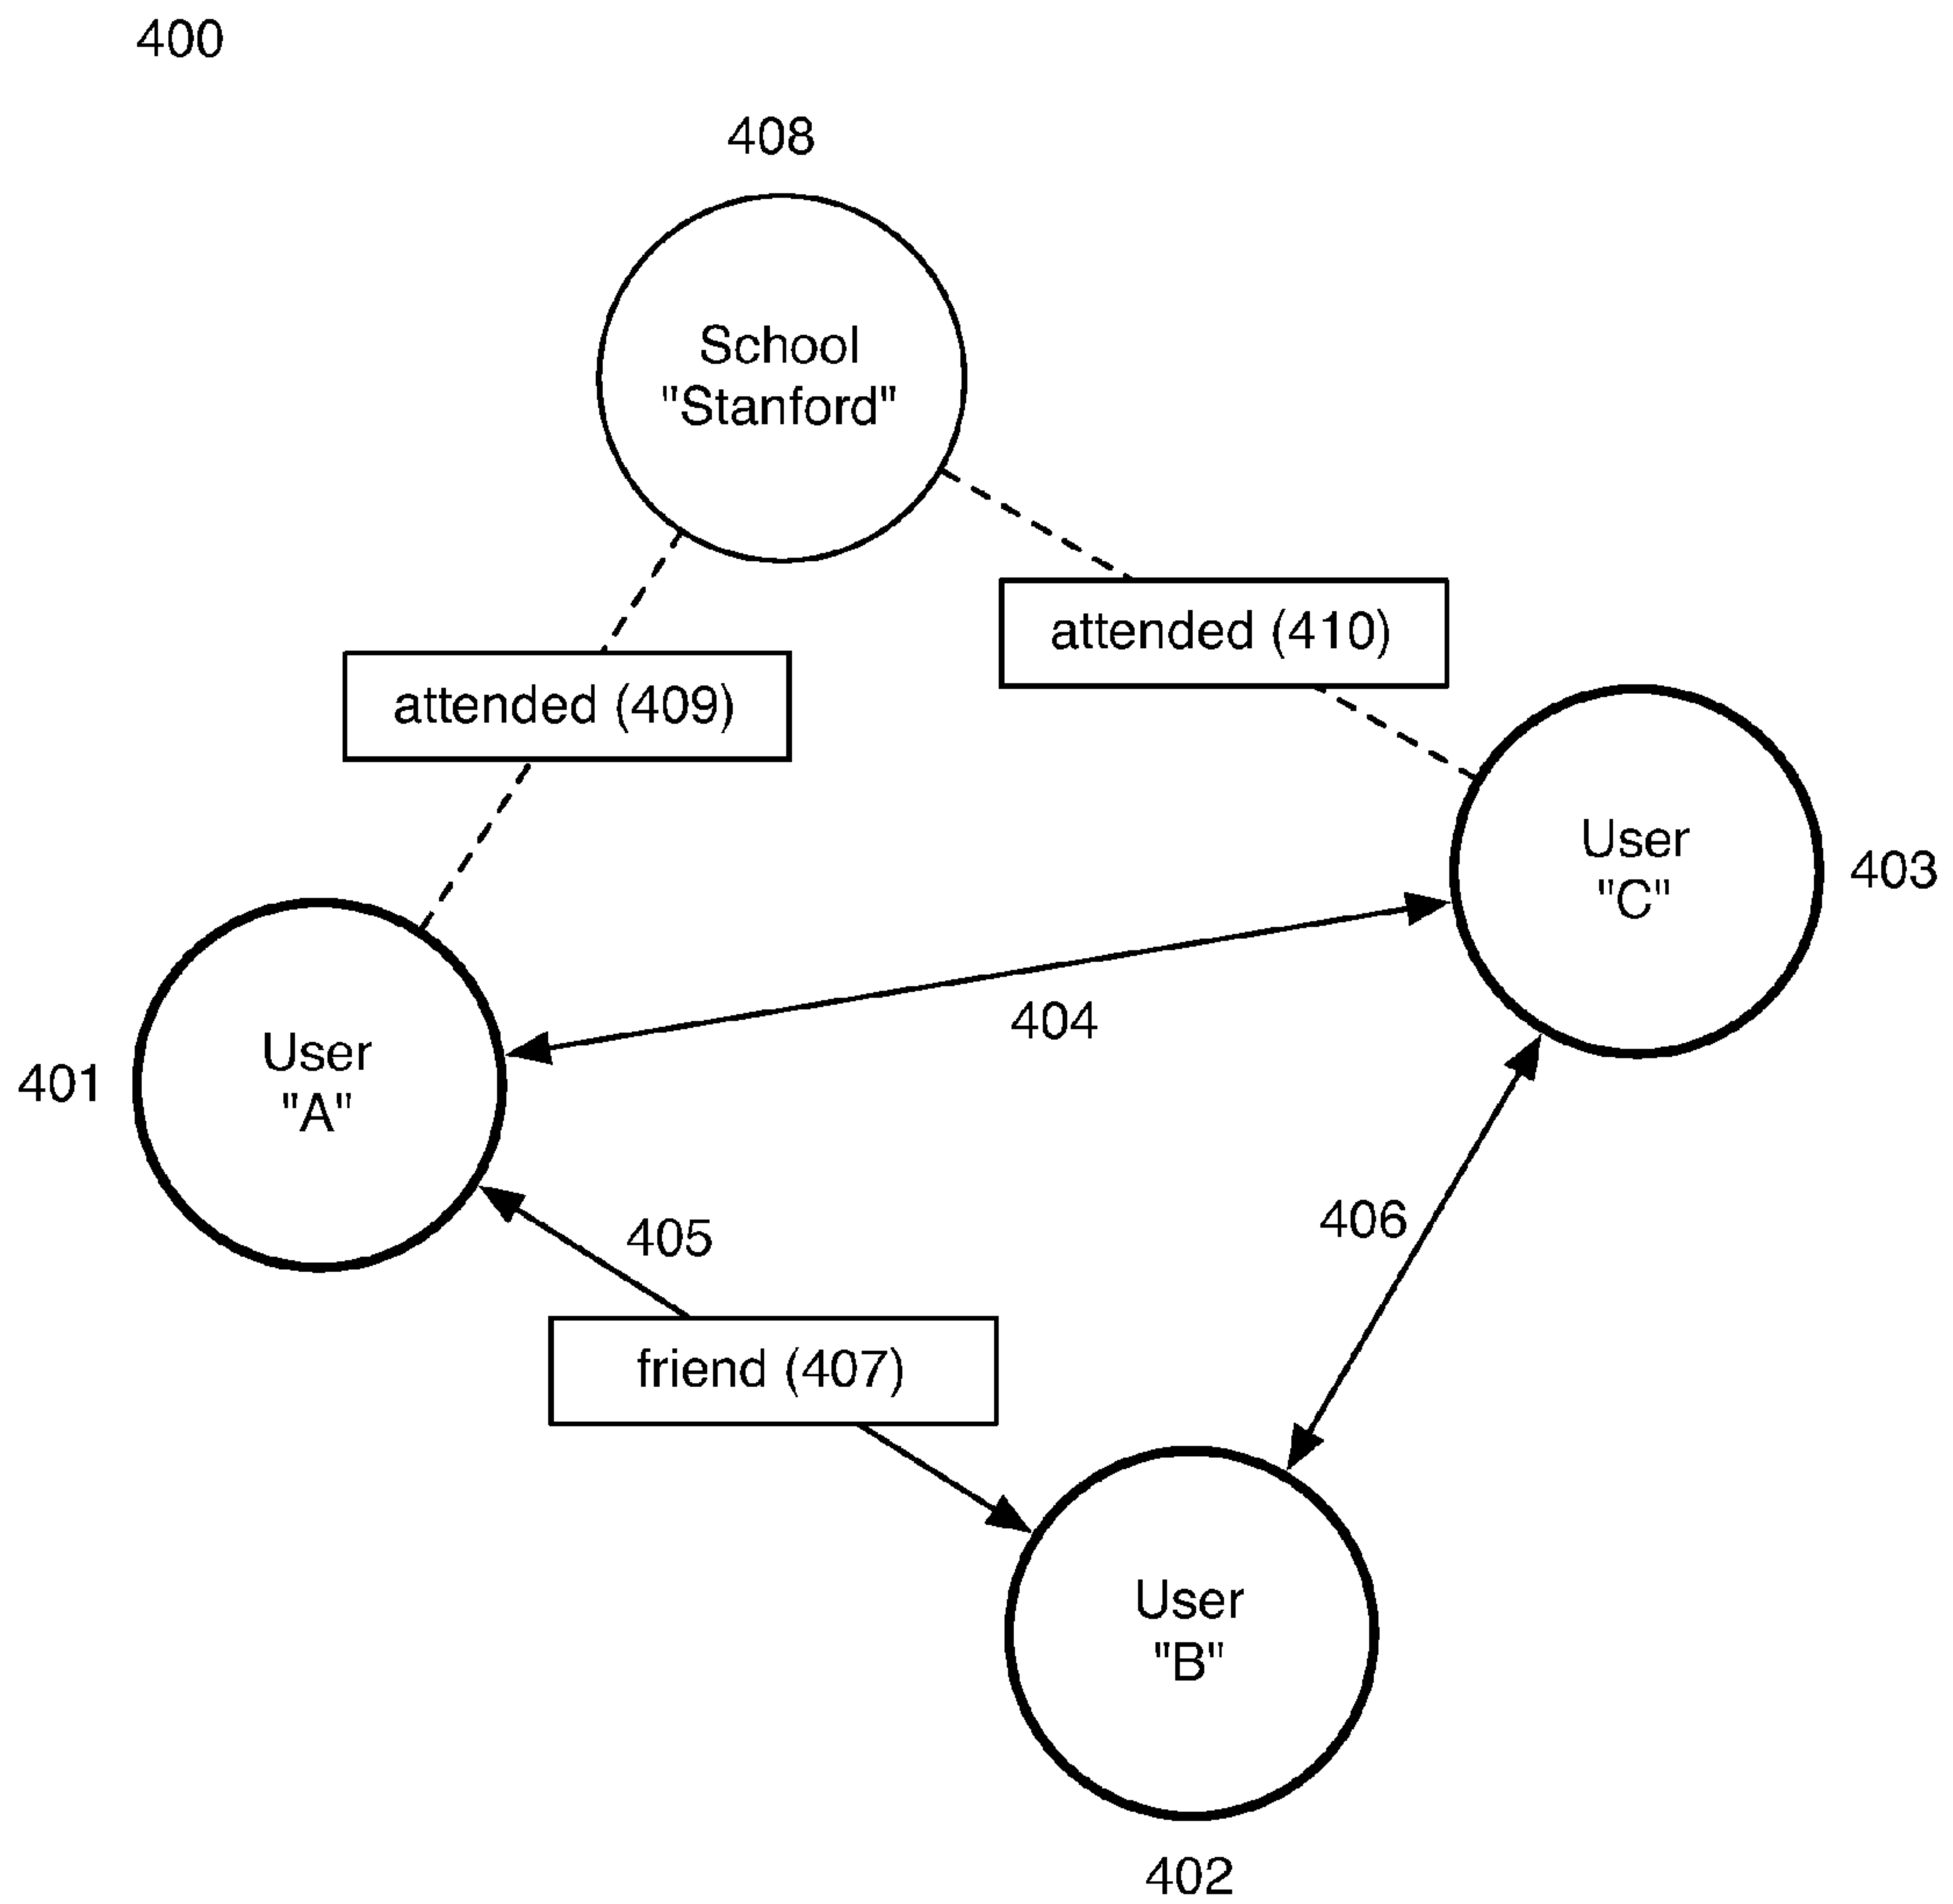 400
408
School
"Stanford"
attended (410)
attended (409)
User
"C"
403
404
User
"A"
401
406
405
friend (407)
User
"B"
402